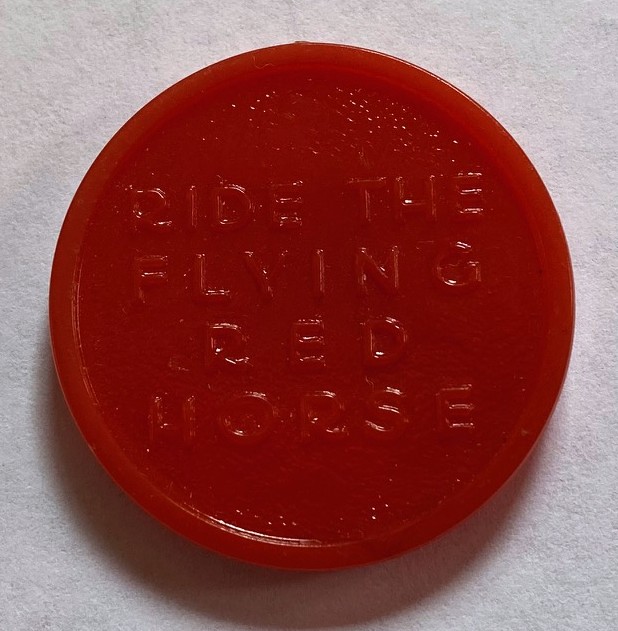 RIDE THE
FLYING
RED
HORSE